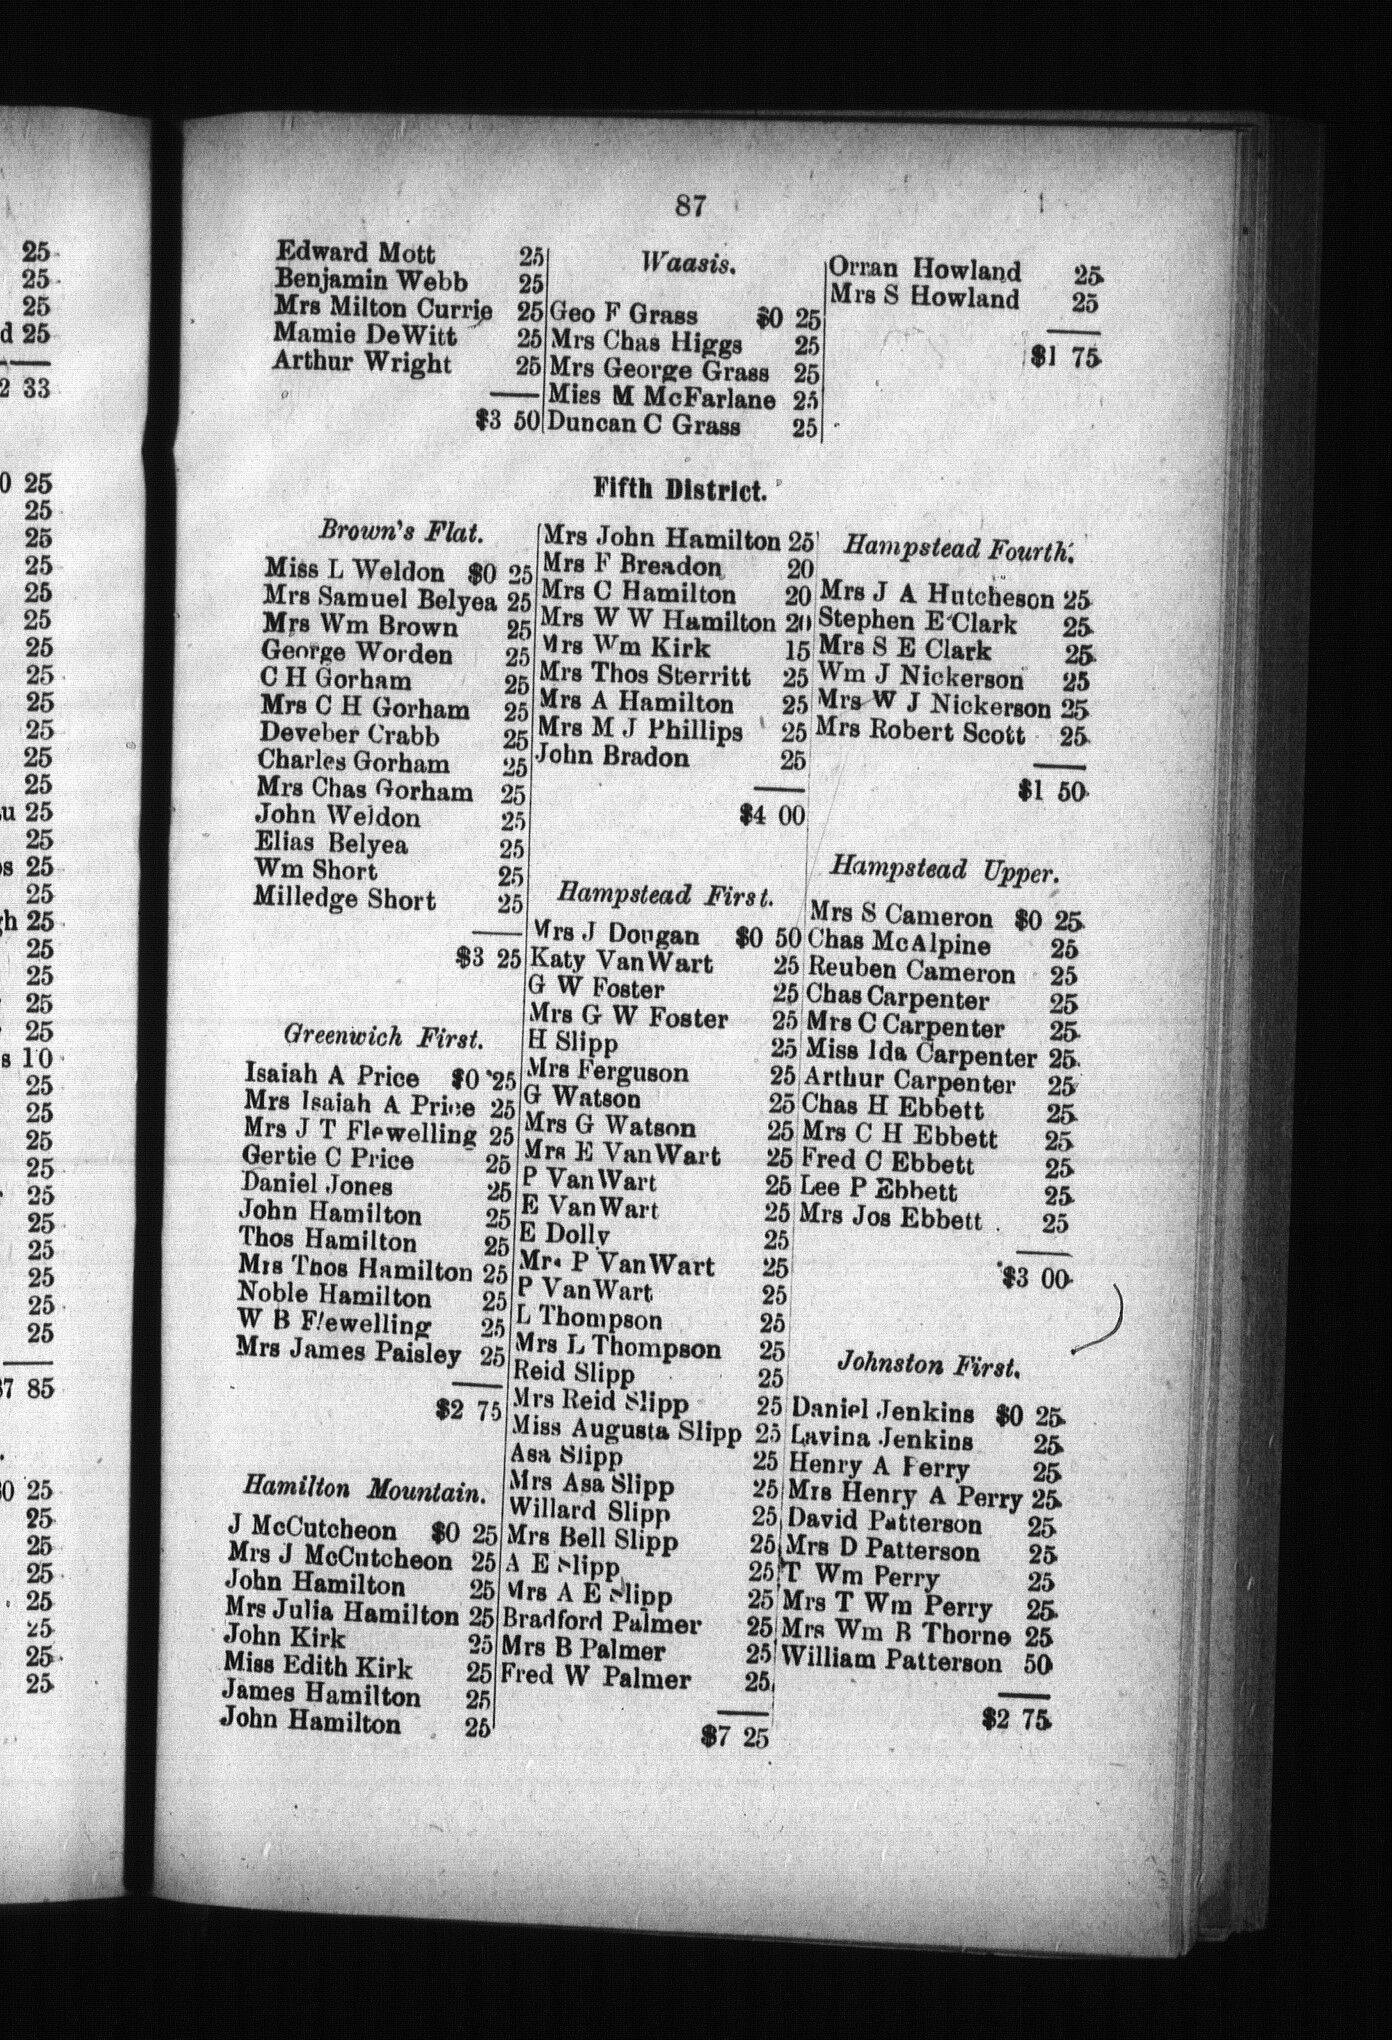 87
Edward Mott 25
Benjamin Webb 25
Mrs Milton Currie 25
Mamie DeWitt 25
Arthur Wright 25
$3 50
Waasis.
Geo F Grass $0 25
Mrs Chas Higgs 25
Mrs George Grass 25
Miss M McFarlane 25
Duncan C Grass 25
Orran Howland 25
Mrs S Howland 25
$1 75
Fifth District.
Brown's Flat.
Miss L Weldon $0 25
Mrs Samuel Belyea 25
Mrs Wm Brown 25
George Worden 25
C H Gorham 25
Mrs C H Gorham 25
Deveber Crabb 25
Charles Gorham 25
Mrs Chas Gorham 25
John Weldon 25
Elias Belyea 25
Wm Short 25
Milledge Short 25
$3 25
Greenwich First.
Isaiah A Price $0 25
Mrs Isaiah A Price 25
Mrs J T Flewelling 25
Gertie C Price 25
Daniel Jones 25
John Hamilton 25
Thos Hamilton 25
Mrs Thos Hamilton 25
Noble Hamilton 25
W B Flewelling 25
Mrs James Paisley 25
$2 75
Hamilton Mountain.
J McCutcheon $0 25
Mrs J McCutcheon 25
John Hamilton 25
Mrs Julia Hamilton 25
John Kirk 25
Miss Edith Kirk 25
James Hamilton 25
John Hamilton 25
Mrs John Hamilton 25
Mrs F Breadon 20
Mrs C Hamilton 20
Mrs W W Hamilton 20
Mrs Wm Kirk 15
Mrs Thos Sterritt 25
Mrs A Hamilton 25
Mrs M J Phillips 25
John Bradon 25
$4 00
Hampstead First.
Mrs J Dougan $0 50
Katy VanWart 25
G W Foster 25
Mrs G W Foster 25
H Slipp 25
Mrs Ferguson 25
G Watson 25
Mrs G Watson 25
Mrs E VanWart 25
P VanWart 25
E VanWart 25
E Dolly 25
Mrs P VanWart 25
P VanWart 25
L Thompson 25
Mrs L Thompson 25
Reid Slipp 25
Mrs Reid Slipp 25
Miss Augusta Slipp 25
Asa Slipp 25
Mrs Asa Slipp 25
Willard Slipp 25
Mrs Bell Slipp 25
A E Slipp 25
Mrs A E Slipp 25
Bradford Palmer 25
Mrs B Palmer 25
Fred W Palmer 25
$7 25
Hampstead Fourth.
Mrs J A Hutcheson 25
Stephen E Clark 25
Mrs S E Clark 25
Wm J Nickerson 25
Mrs W J Nickerson 25
Mrs Robert Scott 25
$1 50
Hampstead Upper.
Mrs S Cameron $0 25
Chas McAlpine 25
Reuben Cameron 25
Chas Carpenter 25
Mrs C Carpenter 25
Miss Ida Carpenter 25
Arthur Carpenter 25
Chas H Ebbett 25
Mrs C H Ebbett 25
Fred C Ebbett 25
Lee P Ebbett 25
Mrs Jos Ebbett 25
$3 00
Johnston First.
Daniel Jenkins $0 25
Lavina Jenkins 25
Henry A Perry 25
Mrs Henry A Perry 25
David Patterson 25
Mrs D Patterson 25
T Wm Perry 25
Mrs T Wm Perry 25
Mrs Wm B Thorne 25
William Patterson 50
$2 75